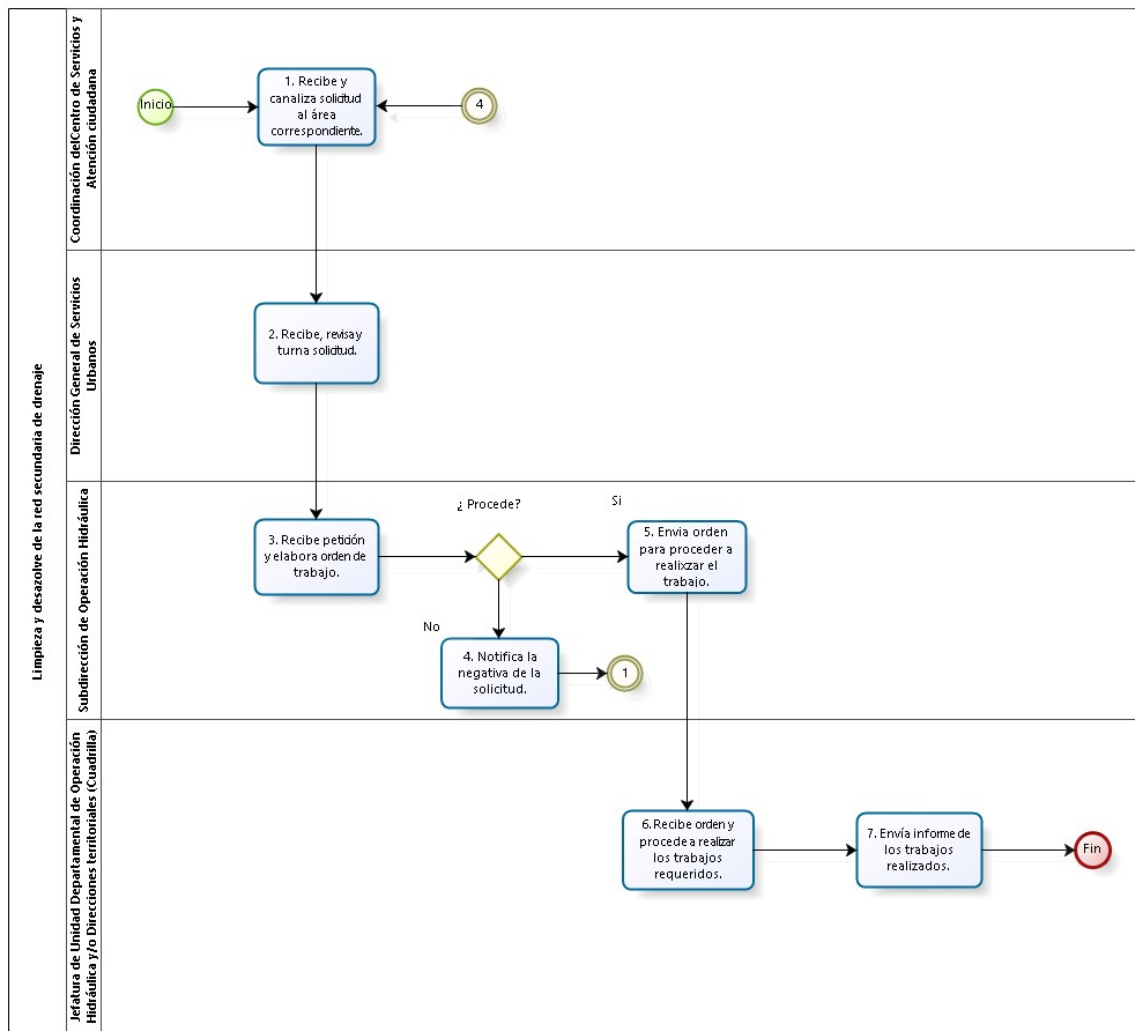 Limpieza y desazolve de la red secundaria de drenaje
Coordinación delCentro de Servicios y
Atención ciudadana
Inicio
1. Recibe y
canaliza solicitud
al área
correspondiente.
4
Dirección General de Servicios
Urbanos
2. Recibe, revisa y
turna solicitud.
Subdirección de Operación Hidráulica
3. Recibe petición
y elabora orden de
trabajo.
¿ Procede?
Si
5. Envia orden
para proceder a
realixzar el
trabajo.
No
4. Notifica la
negativa de la
solicitud.
1
Jefatura de Unidad Departamental de Operación
Hidráulica y/o Direcciones territoriales (Cuadrilla)
6. Recibe orden y
procede a realizar
los trabajos
requeridos.
7. Envía informe de
los trabajos
realizados.
Fin